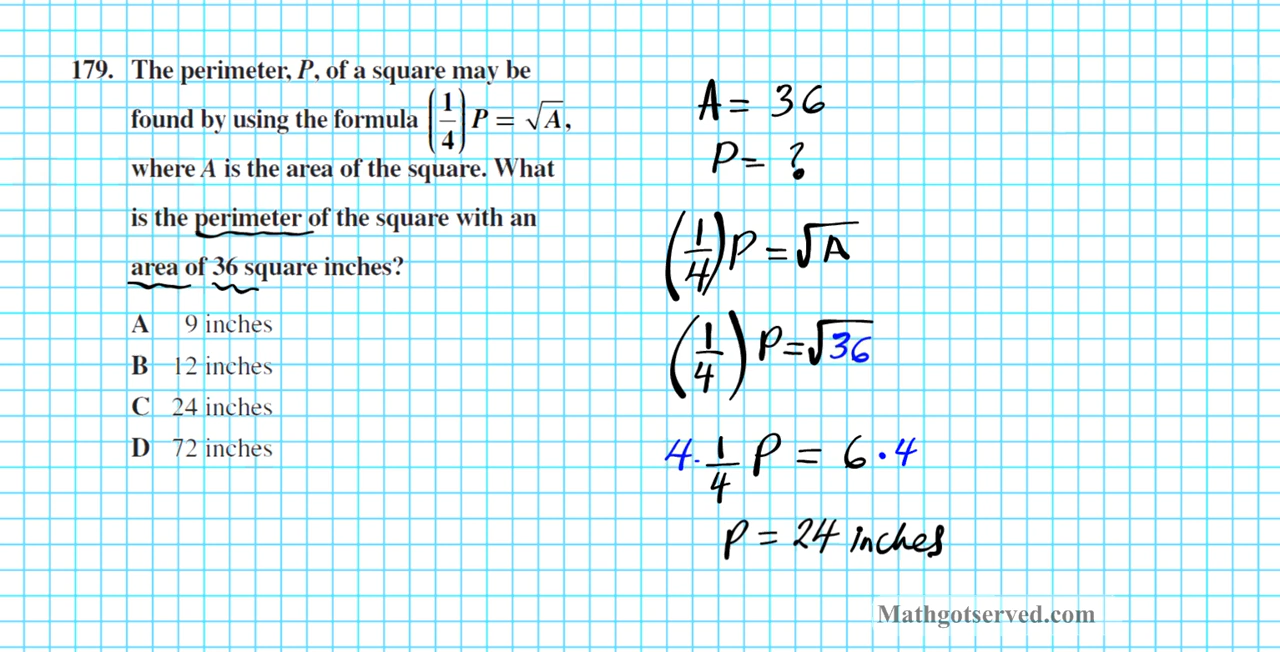 179. The perimeter, P, of a square may be
found by using the formula (1/4)P = √A,
where A is the area of the square. What
is the perimeter of the square with an
area of 36 square inches?
A 9 inches
B 12 inches
C 24 inches
D 72 inches
A = 36
P = ?
(1/4)P = √A
(1/4)P = √36
4 · 1/4 P = 6 · 4
P = 24 inches
Mathgotserved.com